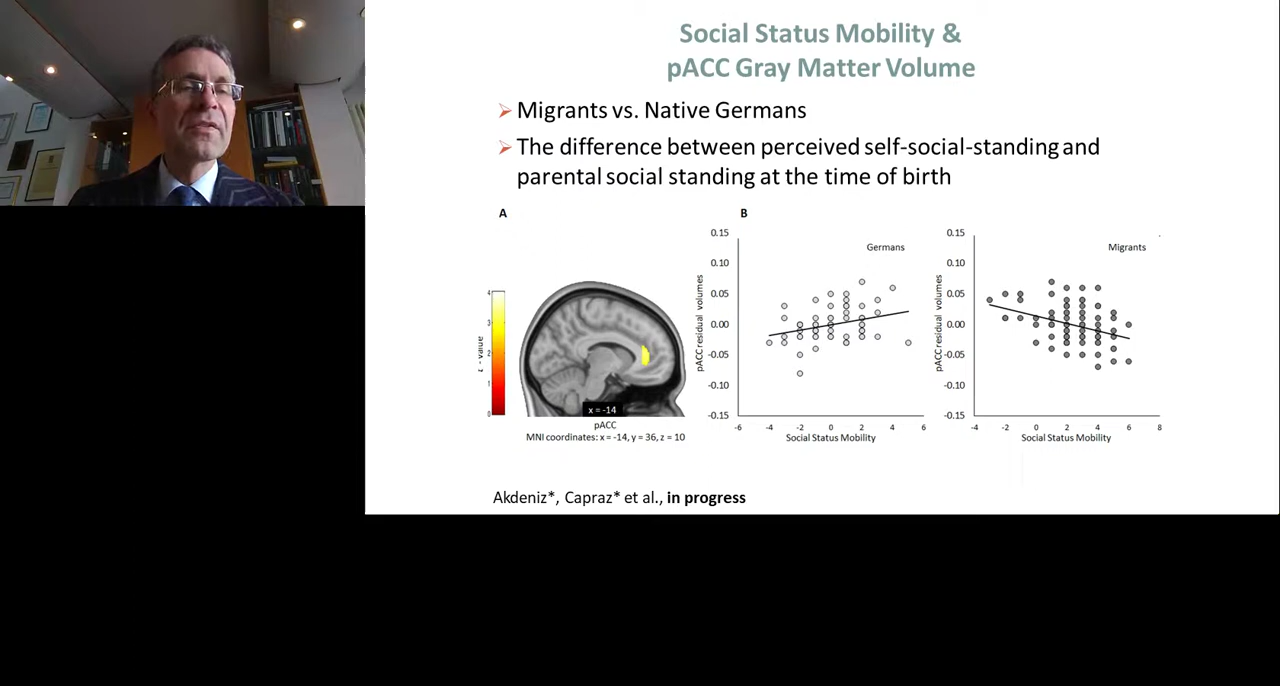 Social Status Mobility &
pACC Gray Matter Volume
Migrants vs. Native Germans
The difference between perceived self-social-standing and
parental social standing at the time of birth
A
B
4
3
2
1
0
- value
x = -14
pACC
MNI coordinates: x = -14, y = 36, z = 10
Germans
pACC residual volumes
0.15
0.10
0.05
0.00
-0.05
-0.10
-0.15
-6 -4 -2 0 2 4 6
Social Status Mobility
Migrants
pACC residual volumes
0.15
0.10
0.05
0.00
-0.05
-0.10
-0.15
-4 -2 0 2 4 6 8
Social Status Mobility
Akdeniz*, Capraz* et al., in progress